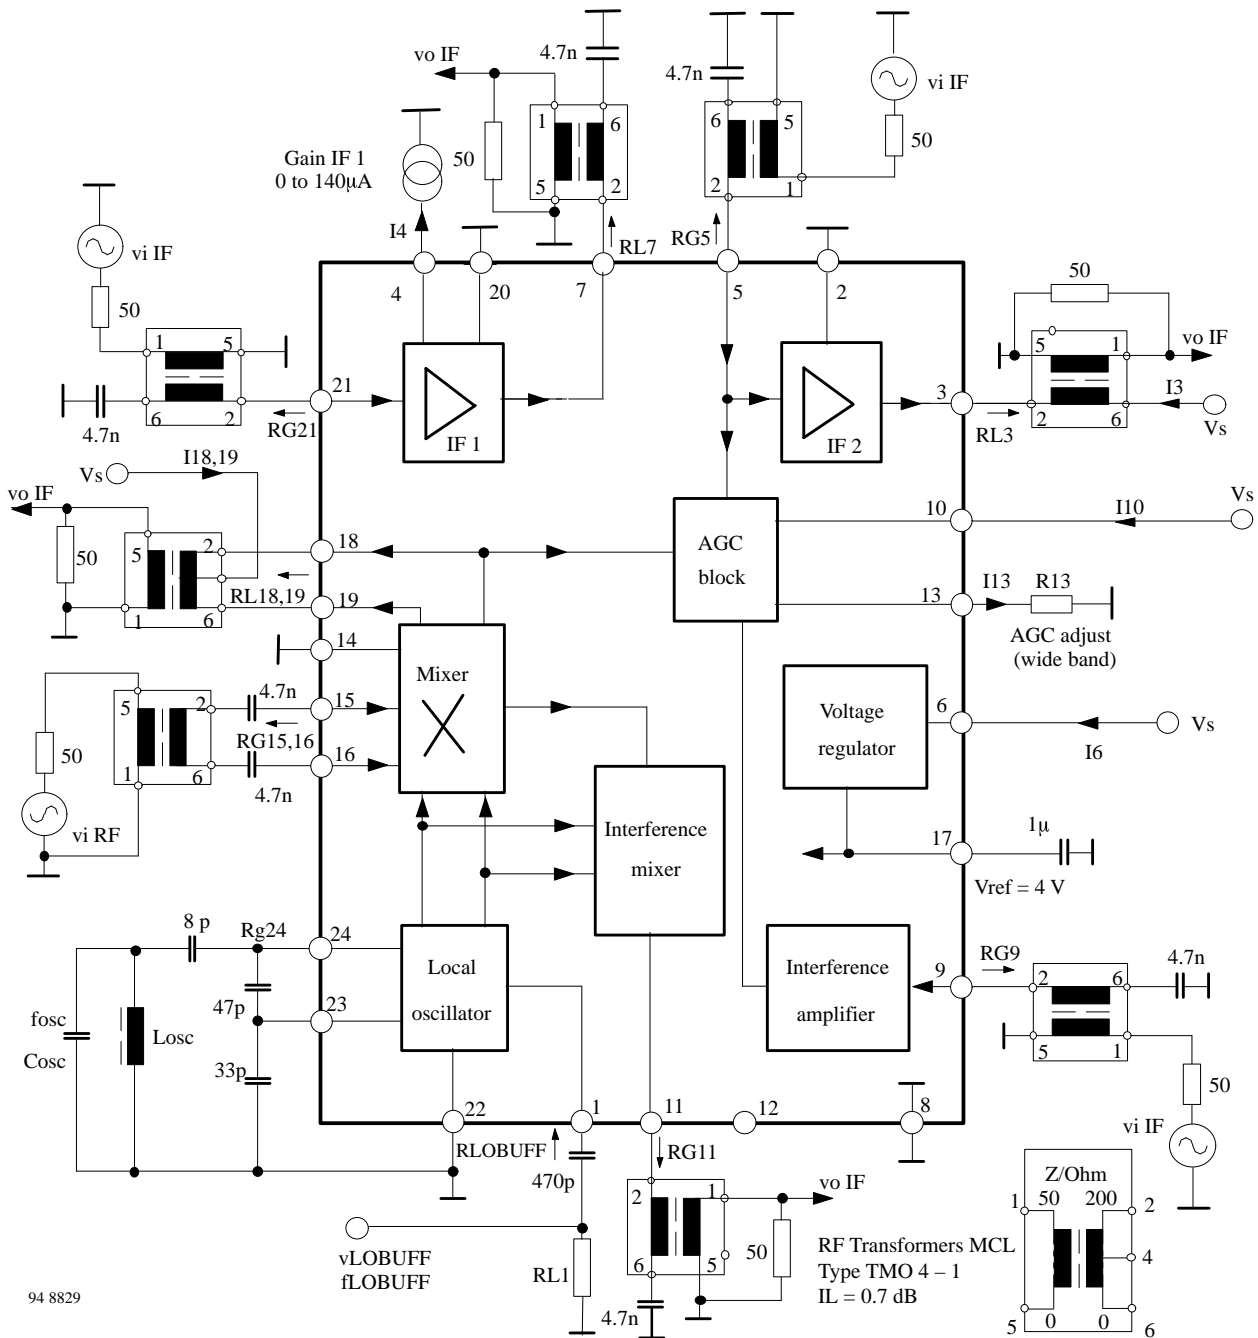 4.7n
vo IF
1
6
5
2
50
Gain IF 1
0 to 140µA
I4
RL7
4.7n
6
5
2
1
vi IF
50
RG5
4
20
7
5
2
vi IF
50
1
5
6
2
4.7n
RG21
21
IF 1
IF 2
3
RL3
50
5
1
2
6
vo IF
I3
Vs
Vs
I18,19
vo IF
50
5
2
1
6
RL18,19
18
19
14
AGC
block
10
I10
Vs
13
I13
R13
AGC adjust
(wide band)
Mixer
5
2
1
6
4.7n
15
RG15,16
16
4.7n
50
vi RF
Voltage
regulator
6
I6
Vs
Interference
mixer
17
1µ
Vref = 4 V
8 p
Rg24
24
47p
23
33p
fosc
Cosc
Losc
Local
oscillator
Interference
amplifier
9
RG9
2
6
5
1
4.7n
50
vi IF
22
1
11
12
8
RLOBUFF
470p
RG11
2
1
6
5
vo IF
50
4.7n
vLOBUFF
fLOBUFF
RL1
RF Transformers MCL
Type TMO 4 – 1
IL = 0.7 dB
Z/Ohm
1
50
200
2
4
5
0
0
6
94 8829